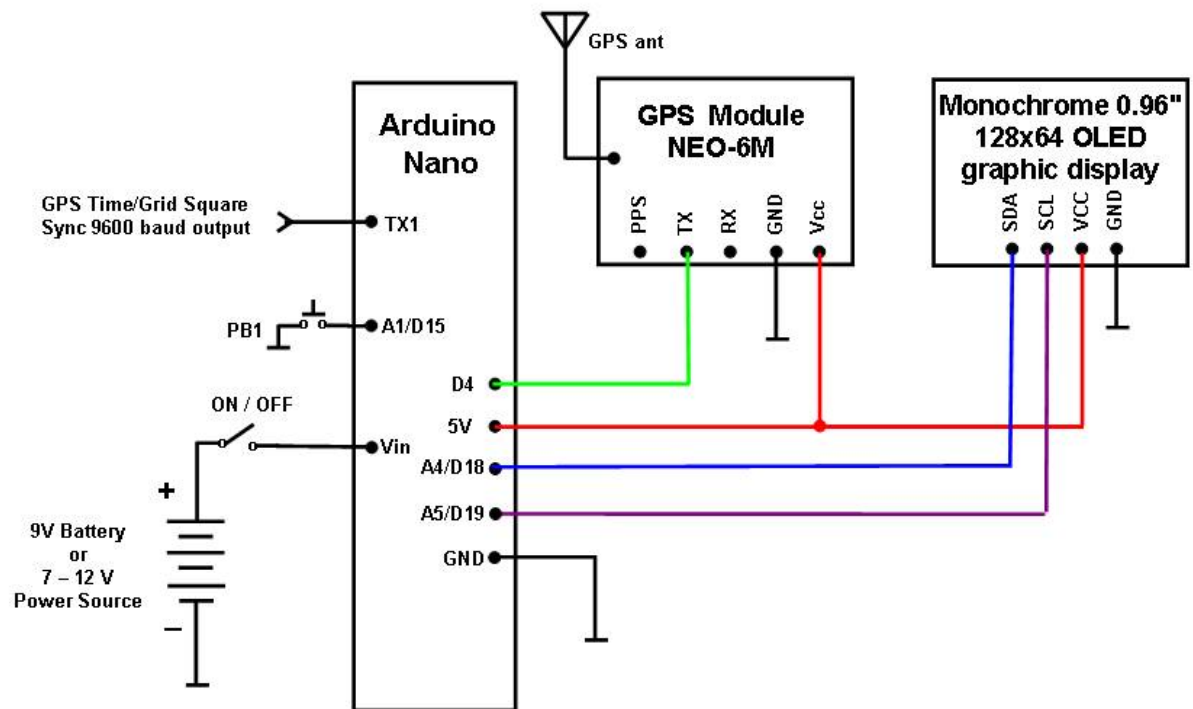 GPS ant
Arduino
Nano
GPS Module
NEO-6M
PPS
TX
RX
GND
Vcc
Monochrome 0.96"
128x64 OLED
graphic display
SDA
SCL
VCC
GND
GPS Time/Grid Square
Sync 9600 baud output
TX1
PB1
A1/D15
D4
ON / OFF
5V
Vin
A4/D18
+
A5/D19
9V Battery
or
7 – 12 V
Power Source
GND
–